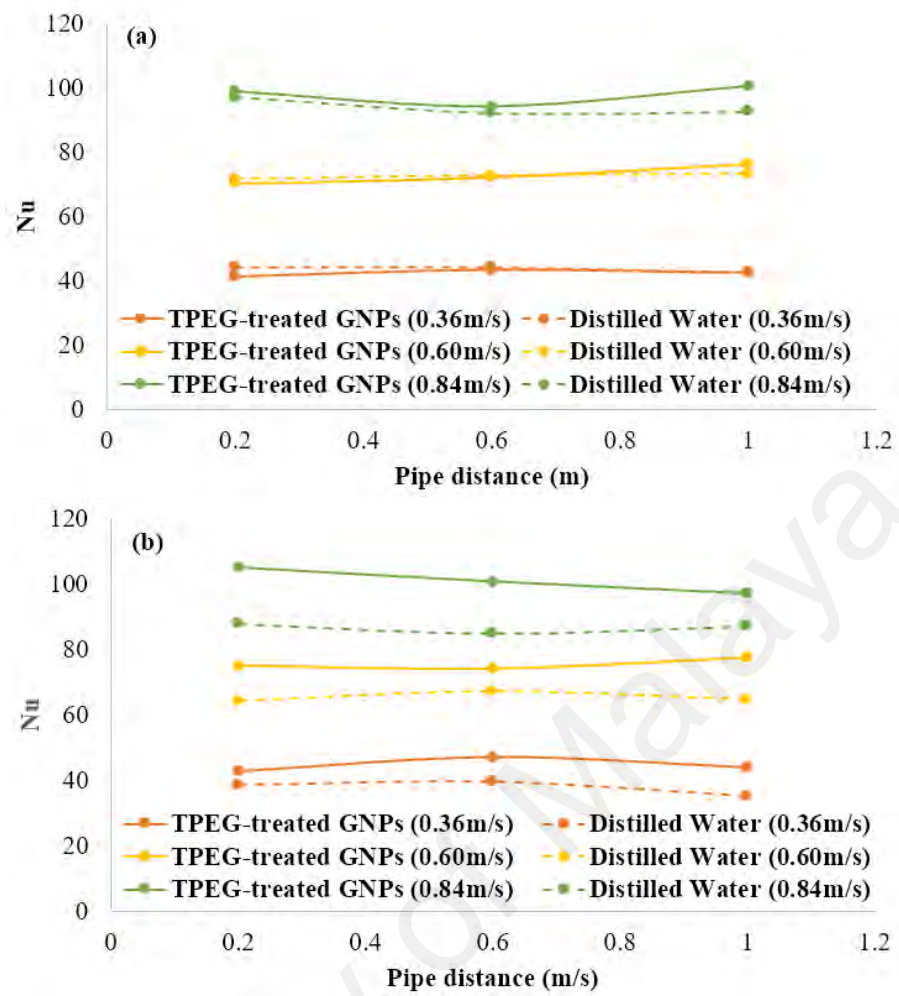 120
(a)
100
80
60
40
20
0
Nu
TPEG-treated GNPs (0.36m/s) Distilled Water (0.36m/s)
TPEG-treated GNPs (0.60m/s) Distilled Water (0.60m/s)
TPEG-treated GNPs (0.84m/s) Distilled Water (0.84m/s)
0 0.2 0.4 0.6 0.8 1 1.2
Pipe distance (m)
120
(b)
100
80
60
40
20
0
Nu
TPEG-treated GNPs (0.36m/s) Distilled Water (0.36m/s)
TPEG-treated GNPs (0.60m/s) Distilled Water (0.60m/s)
TPEG-treated GNPs (0.84m/s) Distilled Water (0.84m/s)
0 0.2 0.4 0.6 0.8 1 1.2
Pipe distance (m/s)
of Malaya